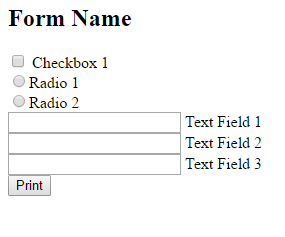 Form Name
Checkbox 1
Radio 1
Radio 2
Text Field 1
Text Field 2
Text Field 3
Print